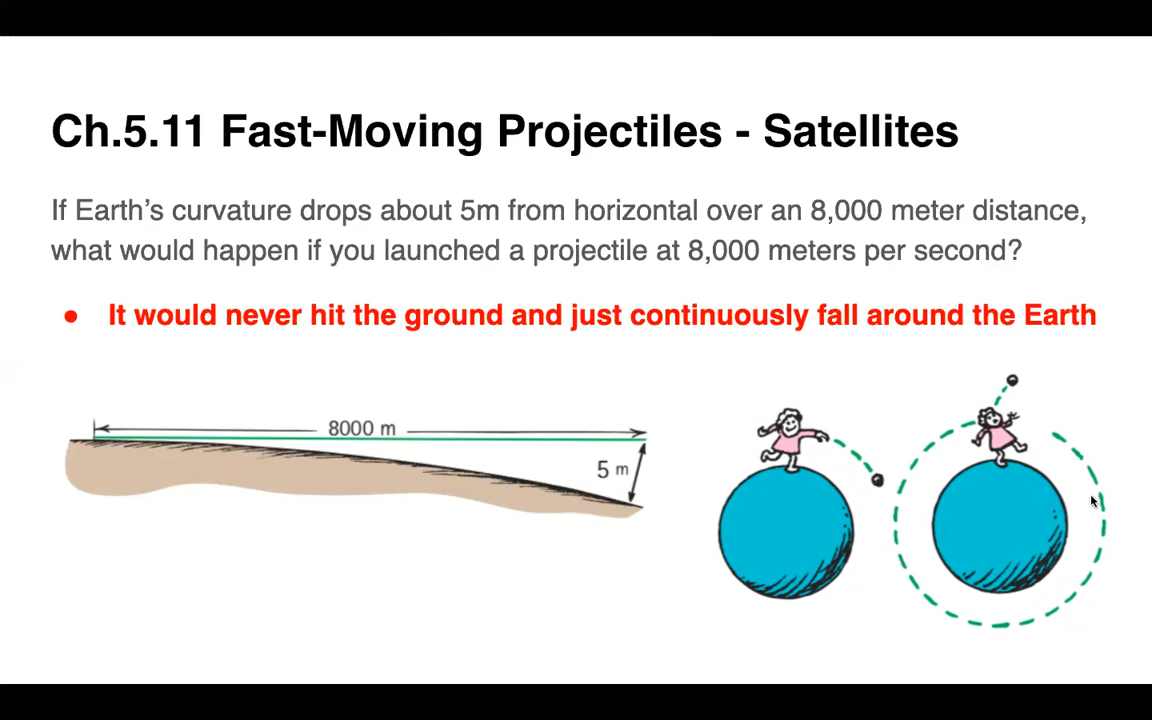 Ch.5.11 Fast-Moving Projectiles - Satellites
If Earth’s curvature drops about 5m from horizontal over an 8,000 meter distance,
what would happen if you launched a projectile at 8,000 meters per second?
● It would never hit the ground and just continuously fall around the Earth
8000 m
5 m